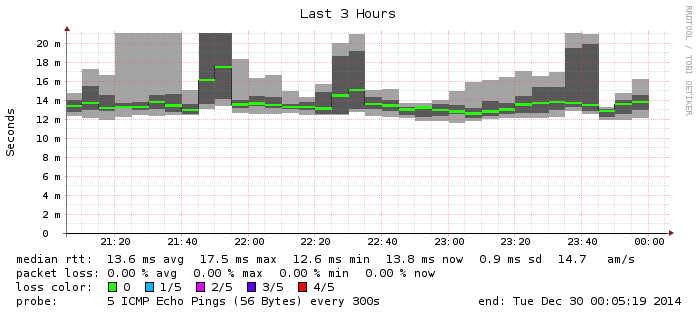 Last 3 Hours
RRDTOOL / TOBI OETIKER
Seconds
20 m
18 m
16 m
14 m
12 m
10 m
8 m
6 m
4 m
2 m
0
21:20 21:40 22:00 22:20 22:40 23:00 23:20 23:40 00:00
median rtt: 13.6 ms avg 17.5 ms max 12.6 ms min 13.8 ms now 0.9 ms sd 14.7 am/s
packet loss: 0.00 % avg 0.00 % max 0.00 % min 0.00 % now
loss color: 0 1/5 2/5 3/5 4/5
probe: 5 ICMP Echo Pings (56 Bytes) every 300s end: Tue Dec 30 00:05:19 2014